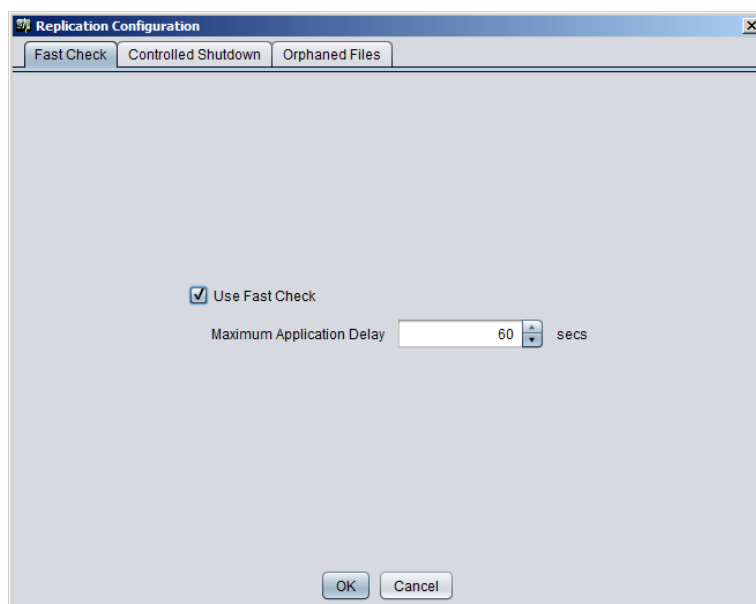 Replication Configuration
Fast Check Controlled Shutdown Orphaned Files
Use Fast Check
Maximum Application Delay 60 secs
OK Cancel